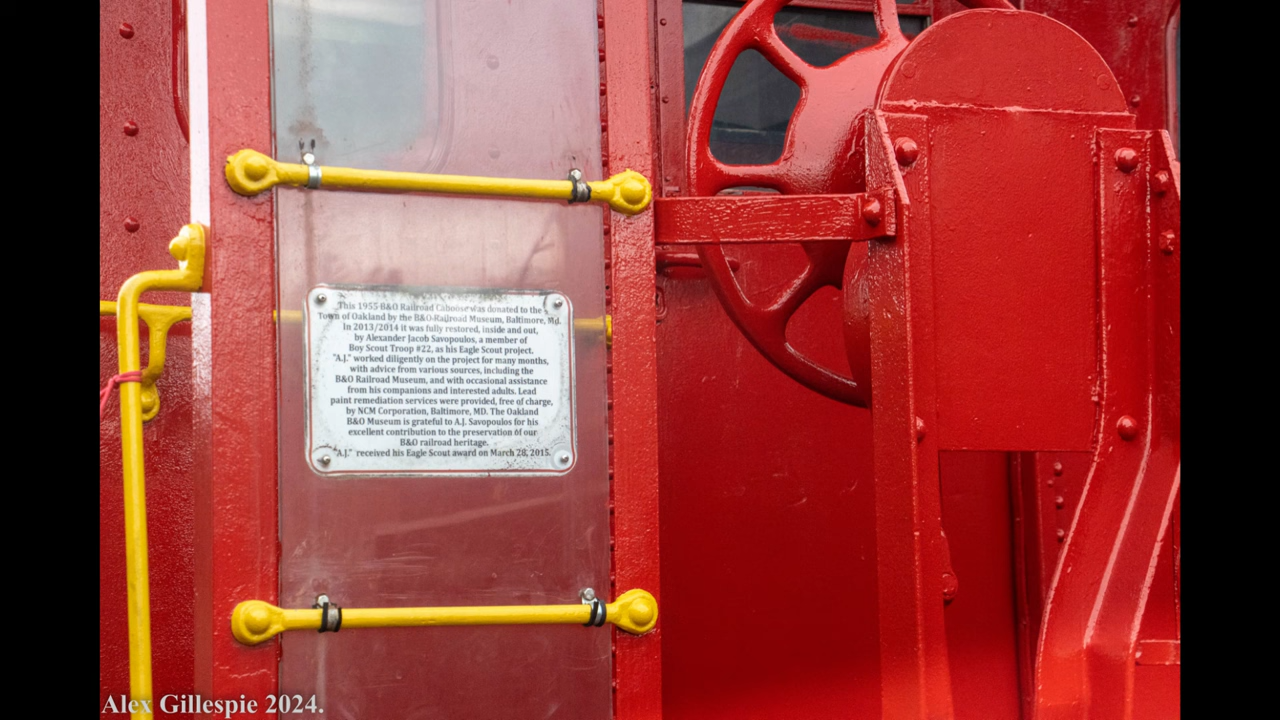 This 1955 B&O Railroad Caboose was donated to the
Town of Oakland by the B&O Railroad Museum, Baltimore, Md.
In 2013/2014 it was fully restored, inside and out,
by Alexander Jacob Savopoulos, a member of
Boy Scout Troop #22, as his Eagle Scout project.
"A.J." worked diligently on the project for many months,
with advice from various sources, including the
B&O Railroad Museum, and with occasional assistance
from his companions and interested adults. Lead
paint remediation services were provided, free of charge,
by NCM Corporation, Baltimore, MD. The Oakland
B&O Museum is grateful to A.J. Savopoulos for his
excellent contribution to the preservation of our
B&O railroad heritage.
"A.J." received his Eagle Scout award on March 28, 2015.
Alex Gillespie 2024.